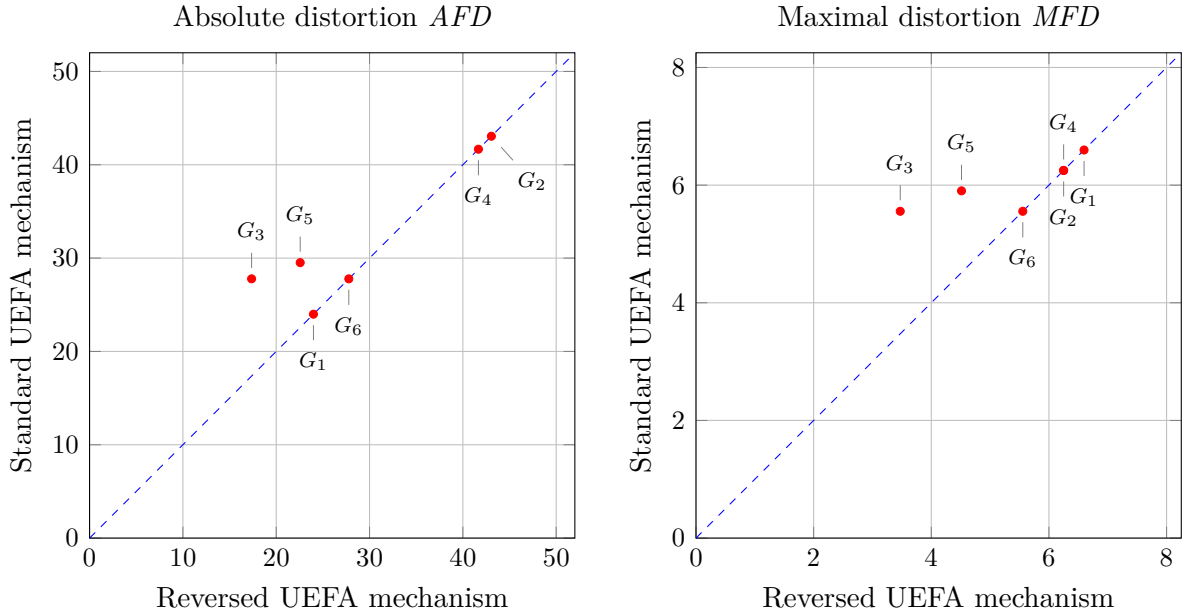 Absolute distortion AFD
Standard UEFA mechanism
50
40
30
20
10
0
G2
G4
G5
G3
G6
G1
0 10 20 30 40 50
Reversed UEFA mechanism
Maximal distortion MFD
Standard UEFA mechanism
8
6
4
2
0
G4
G5
G3
G1
G2
G6
0 2 4 6 8
Reversed UEFA mechanism